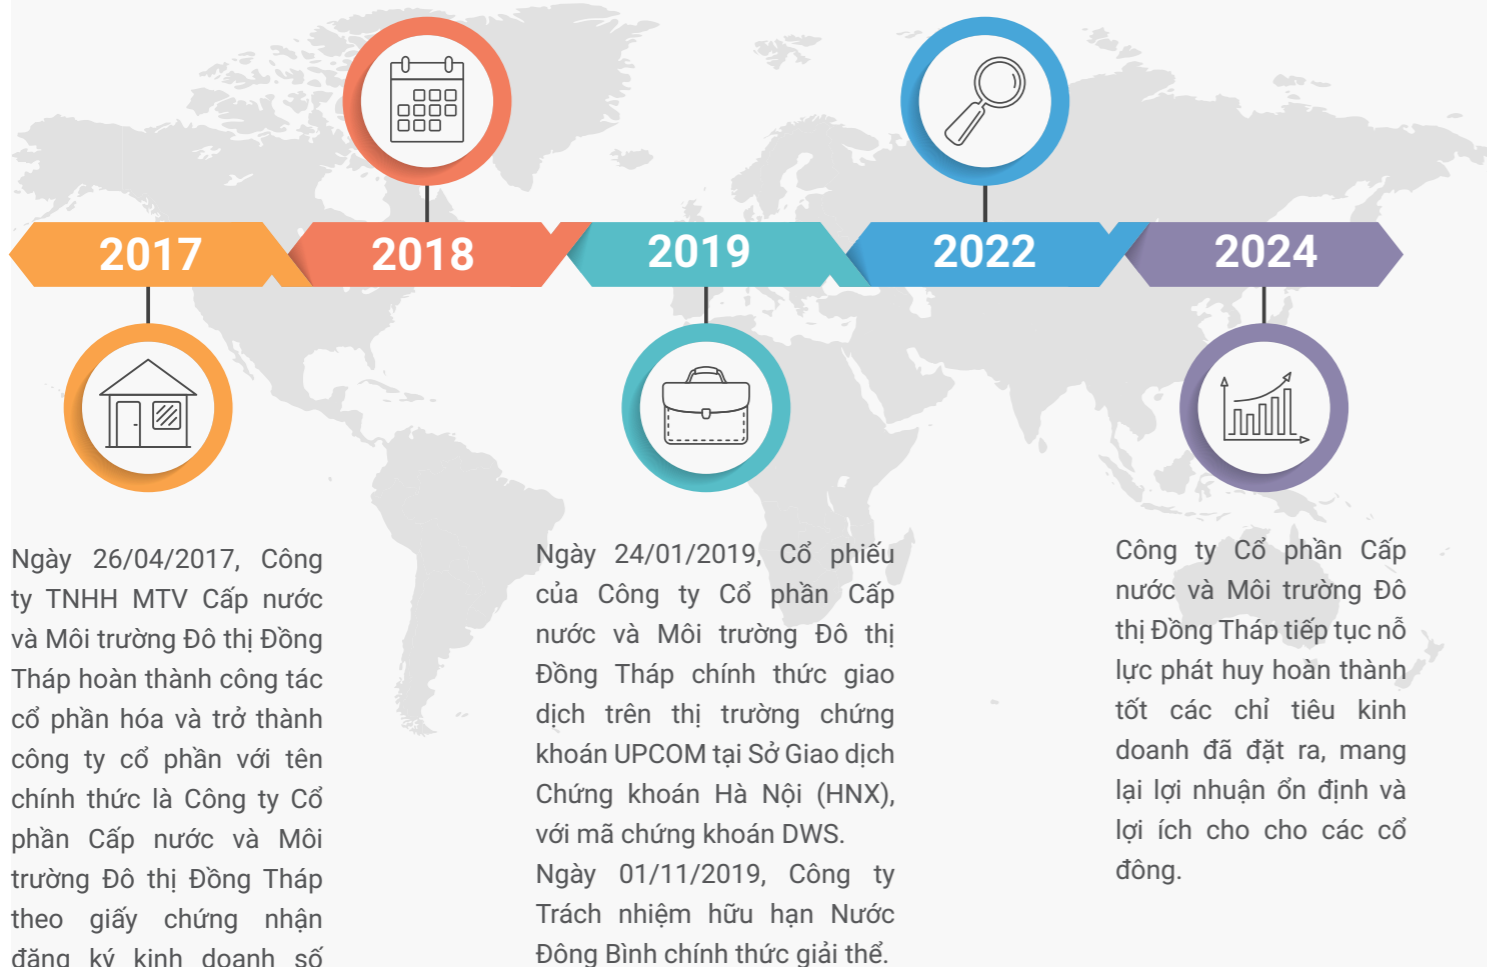 2017
2018
2019
2022
2024
Ngày 26/04/2017, Công
ty TNHH MTV Cấp nước
và Môi trường Đô thị Đồng
Tháp hoàn thành công tác
cổ phần hóa và trở thành
công ty cổ phần với tên
chính thức là Công ty Cổ
phần Cấp nước và Môi
trường Đô thị Đồng Tháp
theo giấy chứng nhận
đăng ký kinh doanh số
Ngày 24/01/2019, Cổ phiếu
của Công ty Cổ phần Cấp
nước và Môi trường Đô thị
Đồng Tháp chính thức giao
dịch trên thị trường chứng
khoán UPCOM tại Sở Giao dịch
Chứng khoán Hà Nội (HNX),
với mã chứng khoán DWS.
Ngày 01/11/2019, Công ty
Trách nhiệm hữu hạn Nước
Đông Bình chính thức giải thể.
Công ty Cổ phần Cấp
nước và Môi trường Đô
thị Đồng Tháp tiếp tục nỗ
lực phát huy hoàn thành
tốt các chỉ tiêu kinh
doanh đã đặt ra, mang
lại lợi nhuận ổn định và
lợi ích cho cho các cổ
đông.